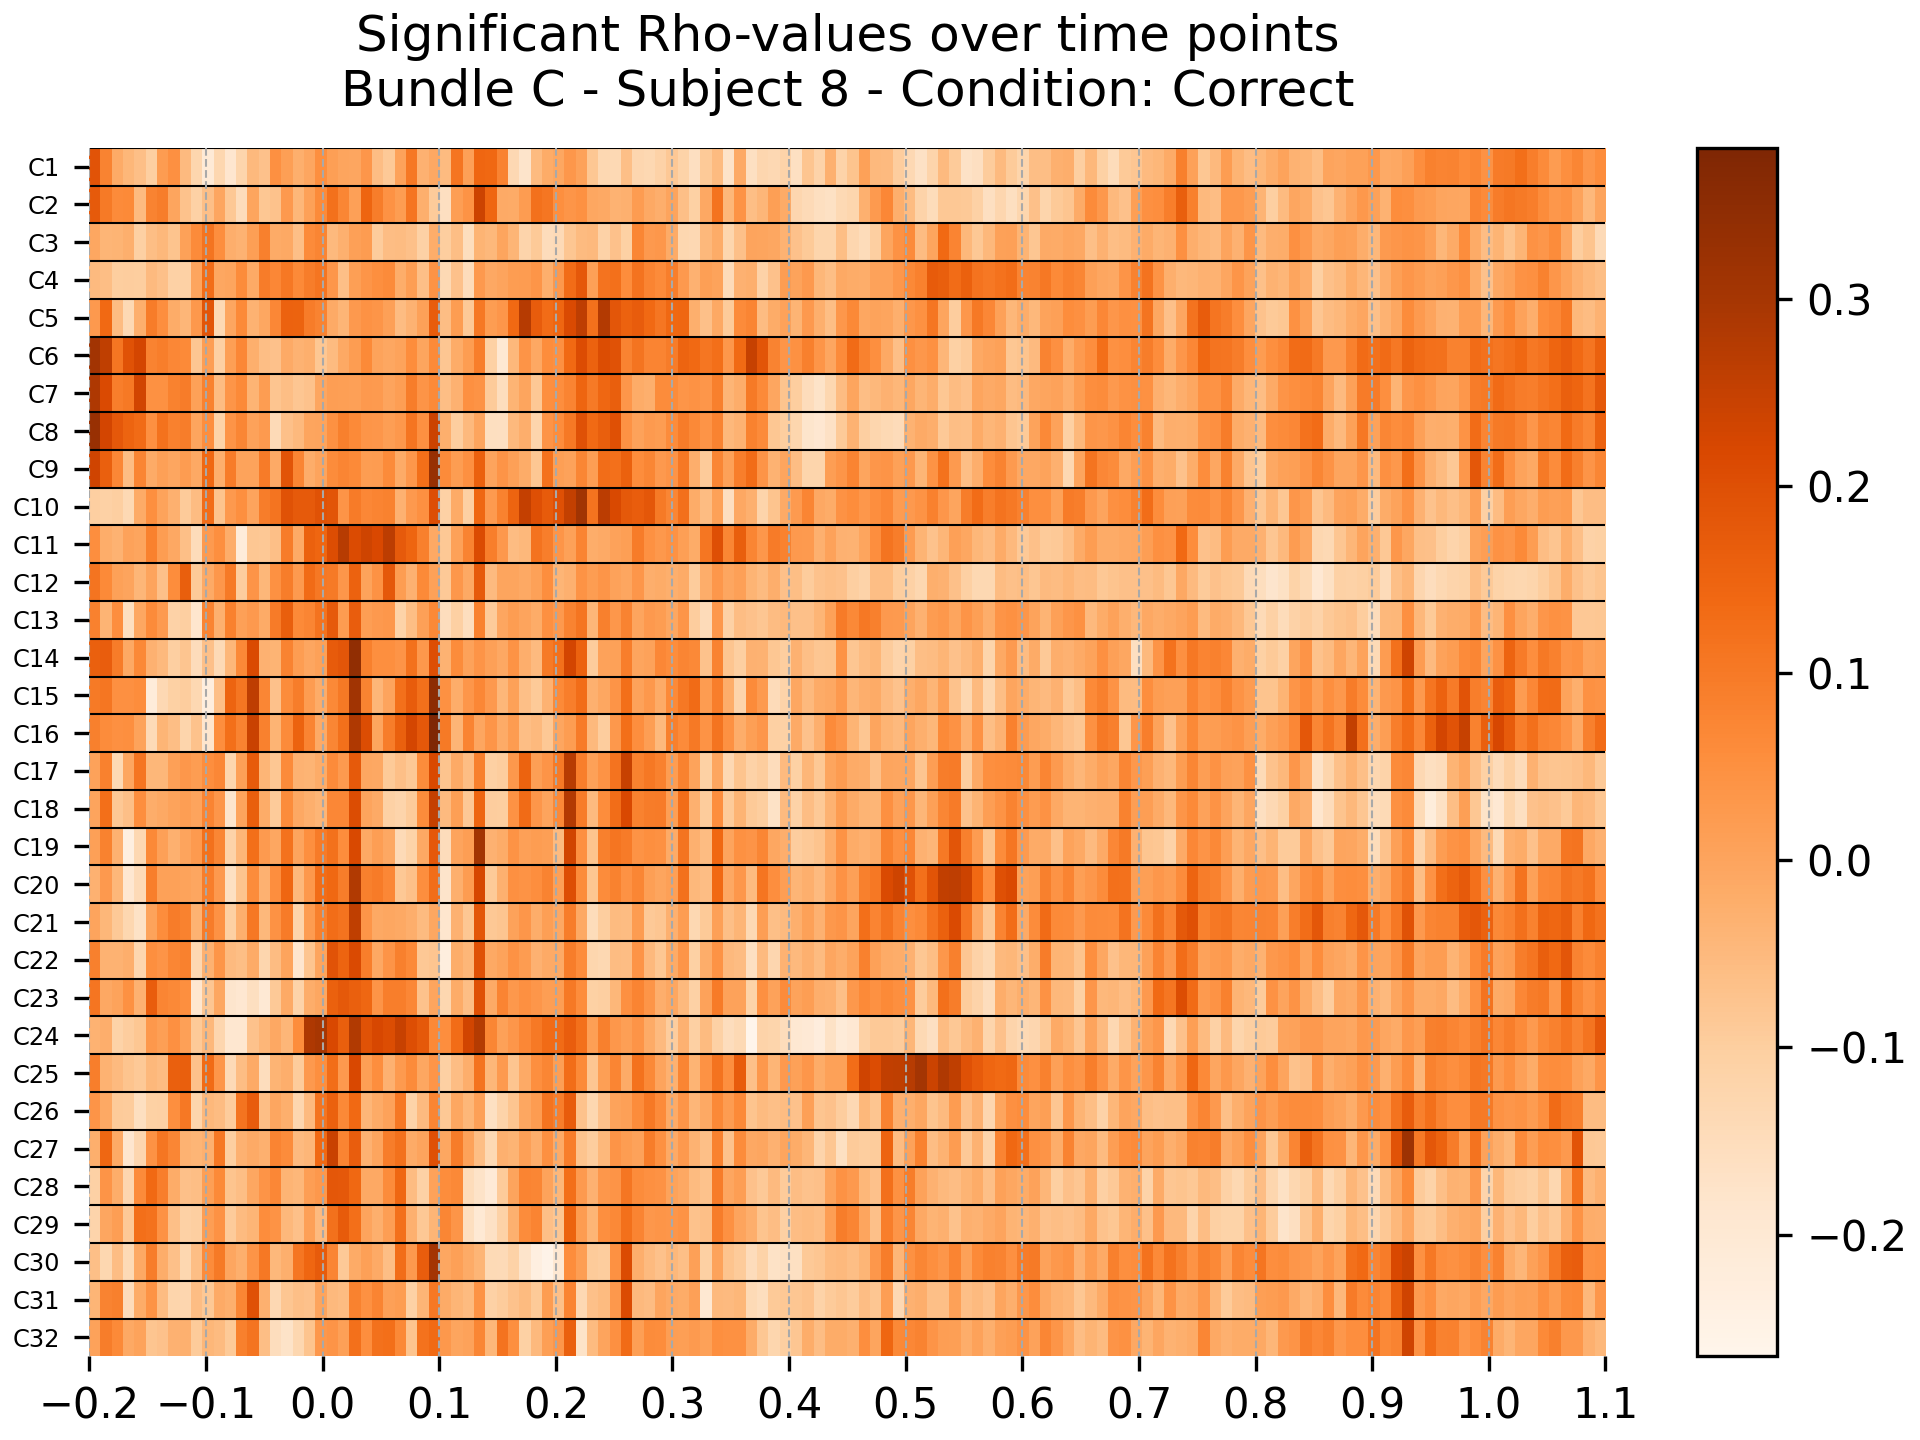 Significant Rho-values over time points
Bundle C - Subject 8 - Condition: Correct
C1
C2
C3
C4
C5
C6
C7
C8
C9
C10
C11
C12
C13
C14
C15
C16
C17
C18
C19
C20
C21
C22
C23
C24
C25
C26
C27
C28
C29
C30
C31
C32
−0.2 −0.1 0.0 0.1 0.2 0.3 0.4 0.5 0.6 0.7 0.8 0.9 1.0 1.1
0.3
0.2
0.1
0.0
−0.1
−0.2